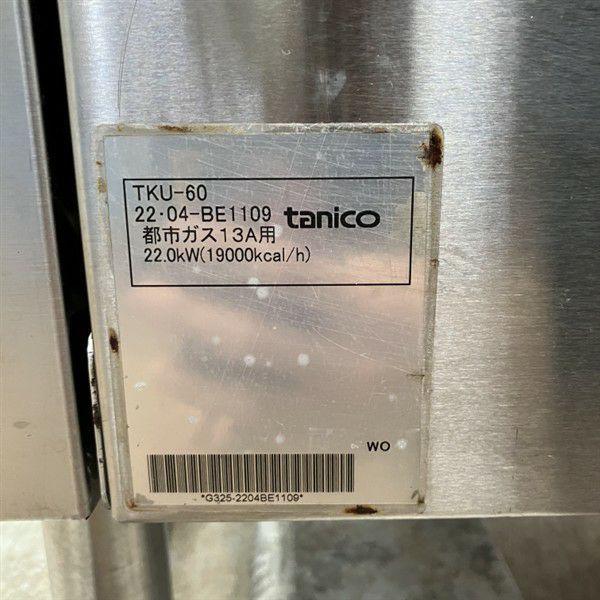 TKU-60
22·04-BE1109 tanico
都市ガス13A用
22.0kW(19000kcal/h)
WO
*G325-2204BE1109*